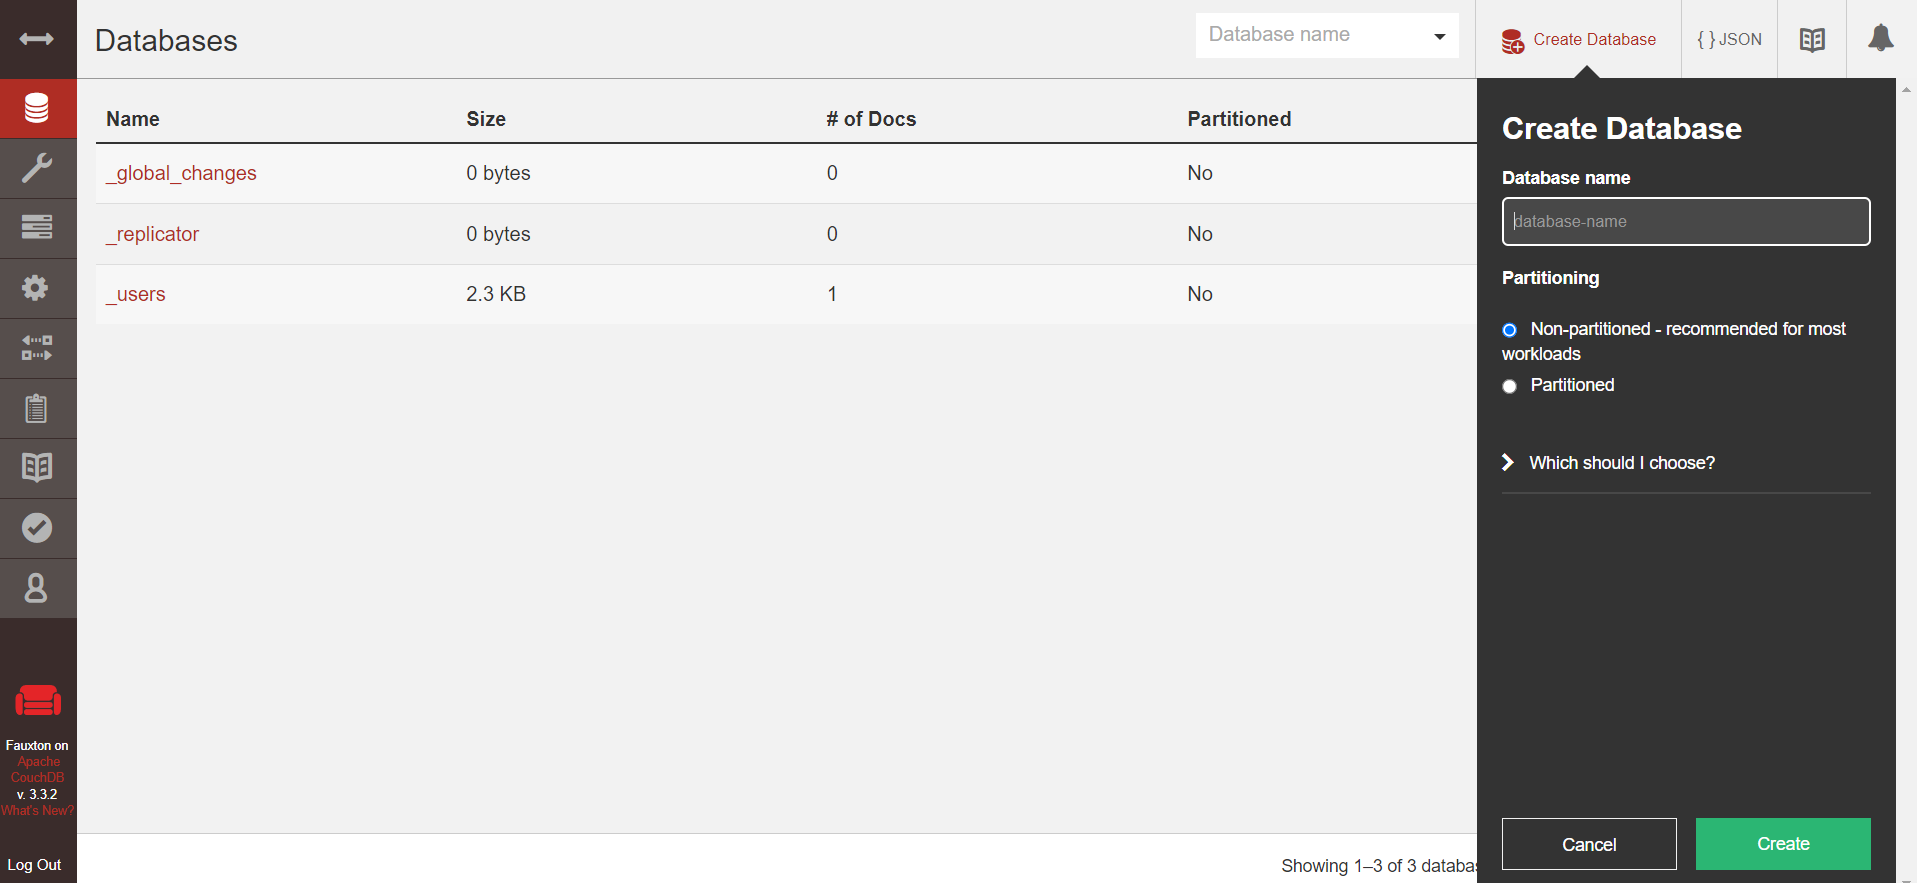 Databases
Database name
Create Database
{ } JSON
Name Size # of Docs Partitioned
_global_changes 0 bytes 0 No
_replicator 0 bytes 0 No
_users 2.3 KB 1 No
Create Database
Database name
database-name
Partitioning
Non-partitioned - recommended for most
workloads
Partitioned
Which should I choose?
Cancel
Create
Fauxton on
Apache
CouchDB
v. 3.3.2
What's New?
Log Out
Showing 1–3 of 3